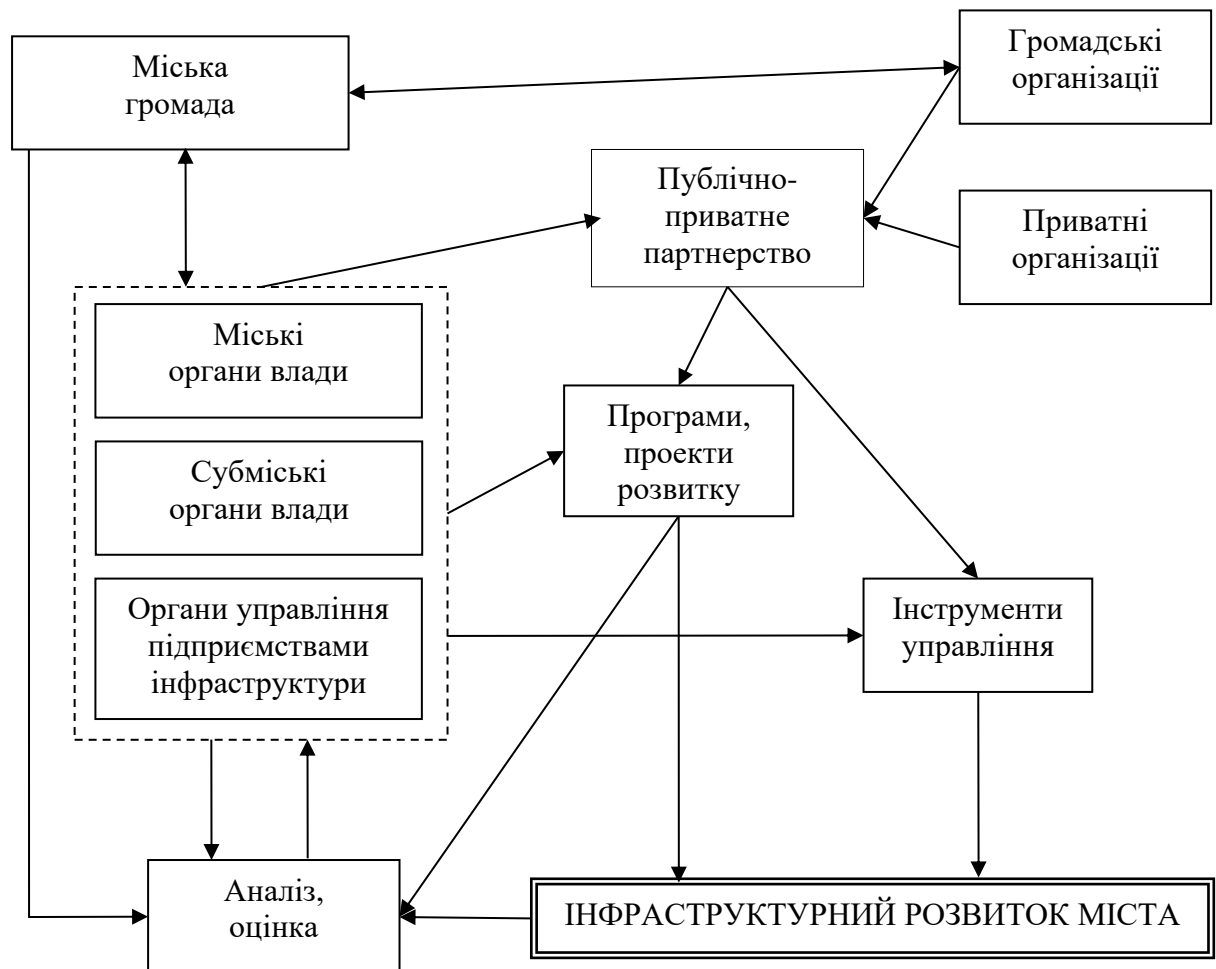 Міська
громада
Громадські
організації
Публічно-
приватне
партнерство
Приватні
організації
Міські
органи влади
Субміські
органи влади
Органи управління
підприємствами
інфраструктури
Програми,
проекти
розвитку
Інструменти
управління
Аналіз,
оцінка
ІНФРАСТРУКТУРНИЙ РОЗВИТОК МІСТА